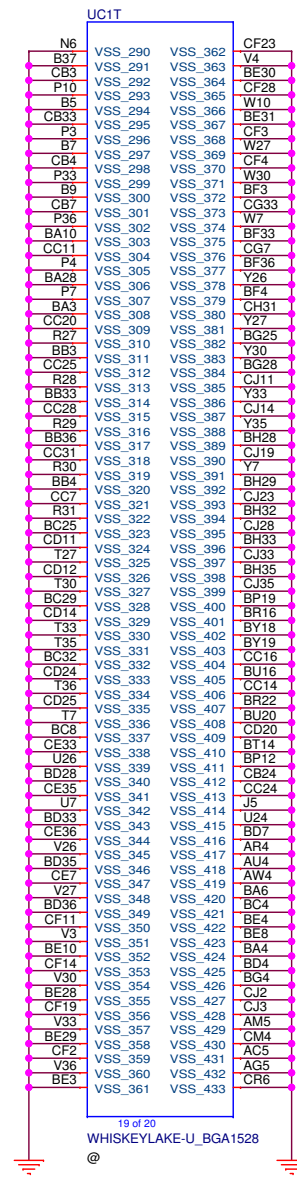 UC1T
N6 VSS_290 VSS_362 CF23
B37 VSS_291 VSS_363 V4
CB3 VSS_292 VSS_364 BE30
P10 VSS_293 VSS_365 CF28
B5 VSS_294 VSS_366 W10
CB33 VSS_295 VSS_367 BE31
P3 VSS_296 VSS_368 CF3
B7 VSS_297 VSS_369 W27
CB4 VSS_298 VSS_370 CF4
P33 VSS_299 VSS_371 W30
B9 VSS_300 VSS_372 BF3
CB7 VSS_301 VSS_373 CG33
P36 VSS_302 VSS_374 W7
BA10 VSS_303 VSS_375 BF33
CC11 VSS_304 VSS_376 CG7
P4 VSS_305 VSS_377 BF36
BA28 VSS_306 VSS_378 Y26
P7 VSS_307 VSS_379 BF4
BA3 VSS_308 VSS_380 CH31
CC20 VSS_309 VSS_381 Y27
R27 VSS_310 VSS_382 BG25
BB3 VSS_311 VSS_383 Y30
CC25 VSS_312 VSS_384 BG28
R28 VSS_313 VSS_385 CJ11
BB33 VSS_314 VSS_386 Y33
CC28 VSS_315 VSS_387 CJ14
R29 VSS_316 VSS_388 Y35
BB36 VSS_317 VSS_389 BH28
CC31 VSS_318 VSS_390 CJ19
R30 VSS_319 VSS_391 Y7
BB4 VSS_320 VSS_392 BH29
CC7 VSS_321 VSS_393 CJ23
R31 VSS_322 VSS_394 BH32
BC25 VSS_323 VSS_395 CJ28
CD11 VSS_324 VSS_396 BH33
T27 VSS_325 VSS_397 CJ33
CD12 VSS_326 VSS_398 BH35
T30 VSS_327 VSS_399 CJ35
BC29 VSS_328 VSS_400 BP19
CD14 VSS_329 VSS_401 BR16
T33 VSS_330 VSS_402 BY18
T35 VSS_331 VSS_403 BY19
BC32 VSS_332 VSS_404 CC16
CD24 VSS_333 VSS_405 BU16
T36 VSS_334 VSS_406 CC14
CD25 VSS_335 VSS_407 BR22
T7 VSS_336 VSS_408 BU20
BC8 VSS_337 VSS_409 CD20
CE33 VSS_338 VSS_410 BT14
U26 VSS_339 VSS_411 BP12
BD28 VSS_340 VSS_412 CB24
CE35 VSS_341 VSS_413 CC24
U7 VSS_342 VSS_414 J5
BD33 VSS_343 VSS_415 U24
CE36 VSS_344 VSS_416 BD7
V26 VSS_345 VSS_417 AR4
BD35 VSS_346 VSS_418 AU4
CE7 VSS_347 VSS_419 AW4
V27 VSS_348 VSS_420 BA6
BD36 VSS_349 VSS_421 BC4
CF11 VSS_350 VSS_422 BE4
V3 VSS_351 VSS_423 BE8
BE10 VSS_352 VSS_424 BA4
CF14 VSS_353 VSS_425 BD4
V30 VSS_354 VSS_426 BG4
BE28 VSS_355 VSS_427 CJ2
CF19 VSS_356 VSS_428 CJ3
V33 VSS_357 VSS_429 AM5
BE29 VSS_358 VSS_430 CM4
CF2 VSS_359 VSS_431 AC5
V36 VSS_360 VSS_432 AG5
BE3 VSS_361 VSS_433 CR6
19 of 20
WHISKEYLAKE-U_BGA1528
@